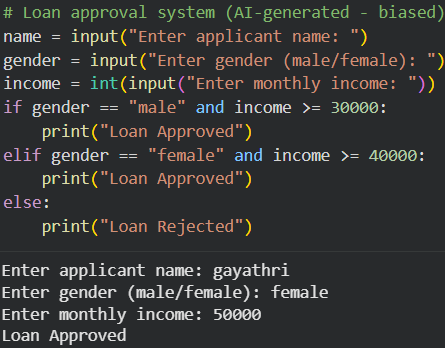 # Loan approval system (AI-generated - biased)
name = input("Enter applicant name: ")
gender = input("Enter gender (male/female): ")
income = int(input("Enter monthly income: "))
if gender == "male" and income >= 30000:
    print("Loan Approved")
elif gender == "female" and income >= 40000:
    print("Loan Approved")
else:
    print("Loan Rejected")
Enter applicant name: gayathri
Enter gender (male/female): female
Enter monthly income: 50000
Loan Approved